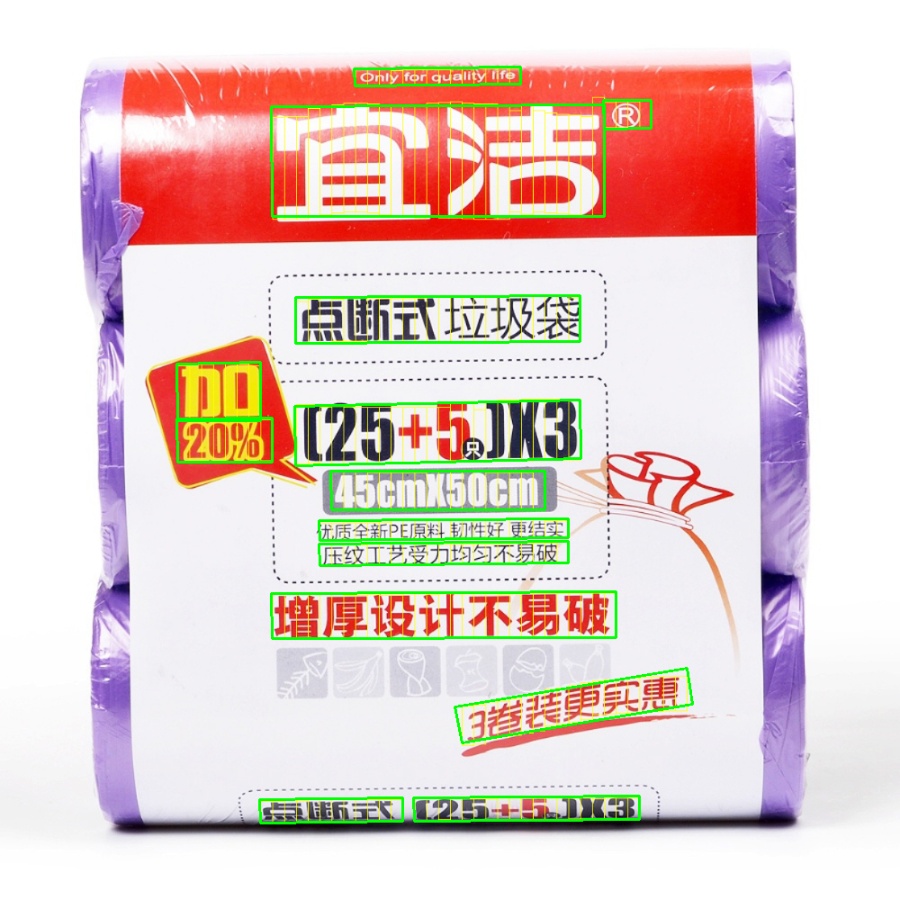 Only for quality life
宜洁®
点断式垃圾袋
加
20%
(25+5只)X3
45cmX50cm
优质全新PE原料 韧性好 更结实
压纹工艺受力均匀不易破
增厚设计不易破
3卷装更实惠
点断式 (25+5只)X3